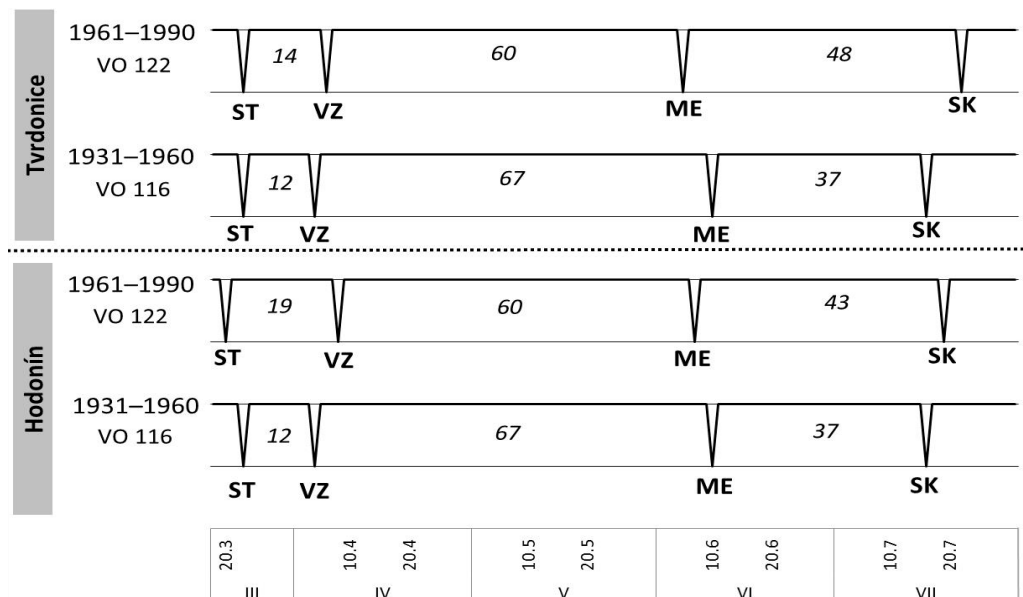 Tvrdonice
1961–1990
VO 122
14
60
48
ST
VZ
ME
SK
1931–1960
VO 116
12
67
37
ST
VZ
ME
SK
Hodonín
1961–1990
VO 122
19
60
43
ST
VZ
ME
SK
1931–1960
VO 116
12
67
37
ST
VZ
ME
SK
20.3
10.4
20.4
10.5
20.5
10.6
20.6
10.7
20.7
III
IV
V
VI
VII